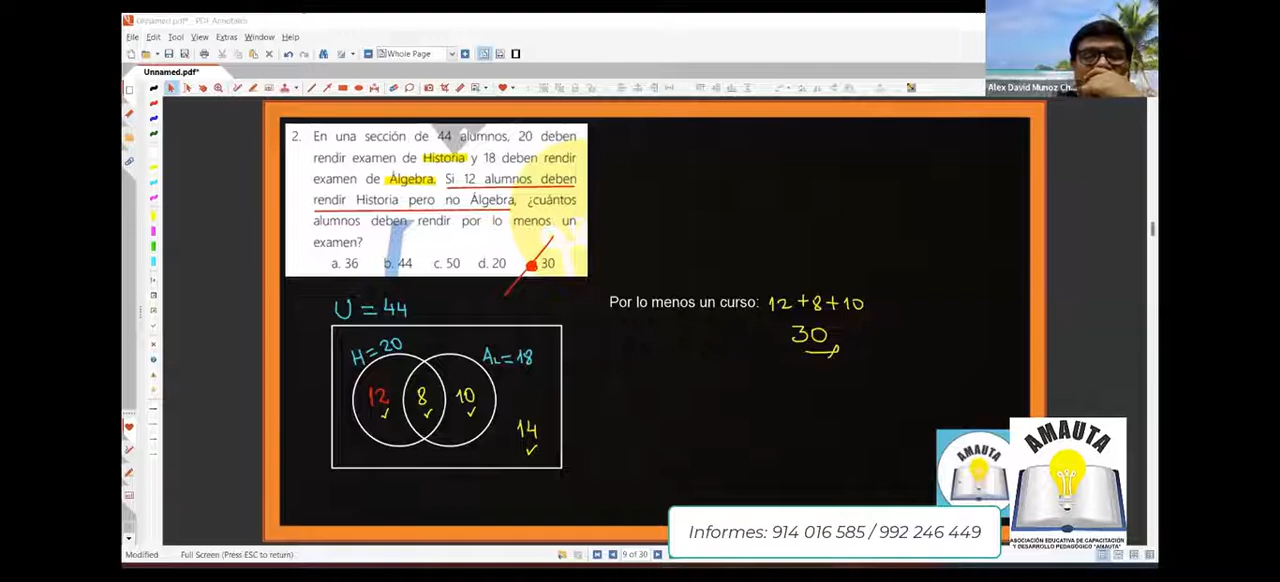 Unnamed.pdf* - PDF Annotator
File Edit Tools View Extras Window Help
Whole Page
Unnamed.pdf*
Alex David Munoz Ch...
2. En una sección de 44 alumnos, 20 deben
rendir examen de Historia y 18 deben rendir
examen de Álgebra. Si 12 alumnos deben
rendir Historia pero no Álgebra, ¿cuántos
alumnos deben rendir por lo menos un
examen?
a. 36 b. 44 c. 50 d. 20 30
U = 44
H=20
AL=18
12 8 10
14
Por lo menos un curso: 12+8+10
30
AMAUTA
AMAUTA
ASOCIACIÓN EDUCATIVA DE CAPACITACIÓN
Y DESARROLLO PEDAGÓGICO "AMAUTA"
Informes: 914 016 585 / 992 246 449
Modified Full Screen (Press ESC to return) 9 of 30